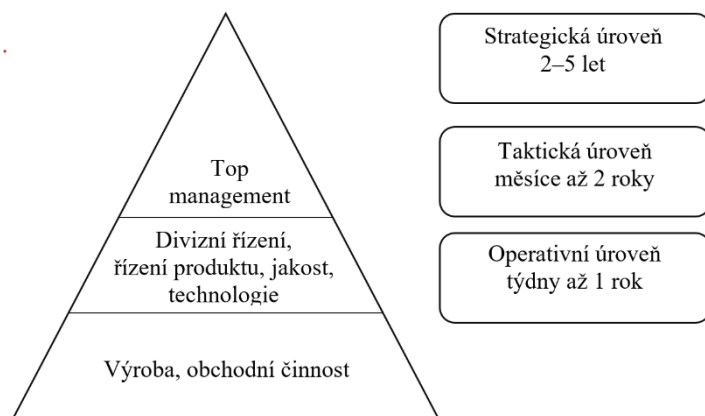 Top
management
Divizní řízení,
řízení produktu, jakost,
technologie
Výroba, obchodní činnost
Strategická úroveň
2–5 let
Taktická úroveň
měsíce až 2 roky
Operativní úroveň
týdny až 1 rok